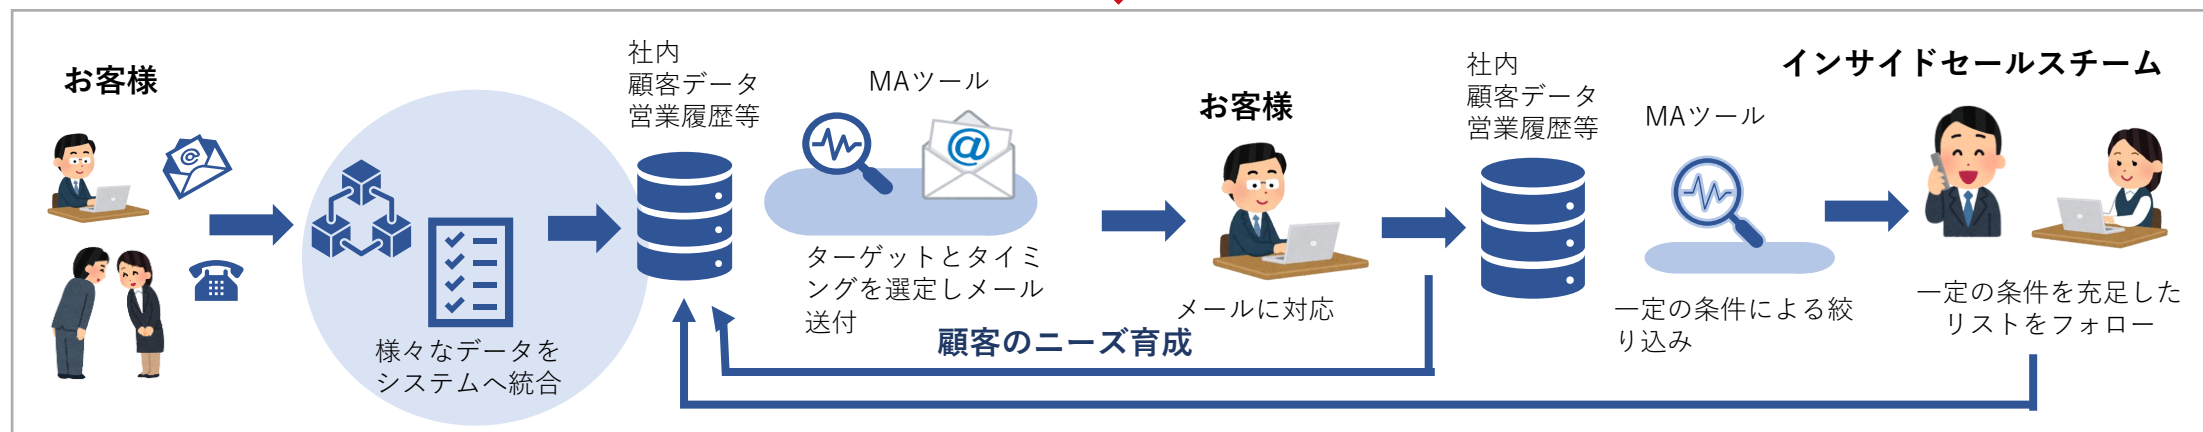 お客様
様々なデータを
システムへ統合
社内
顧客データ
営業履歴等
MAツール
@
ターゲットとタイミ
ングを選定しメール
送付
お客様
メールに対応
顧客のニーズ育成
社内
顧客データ
営業履歴等
MAツール
一定の条件による絞
り込み
インサイドセールスチーム
一定の条件を充足した
リストをフォロー